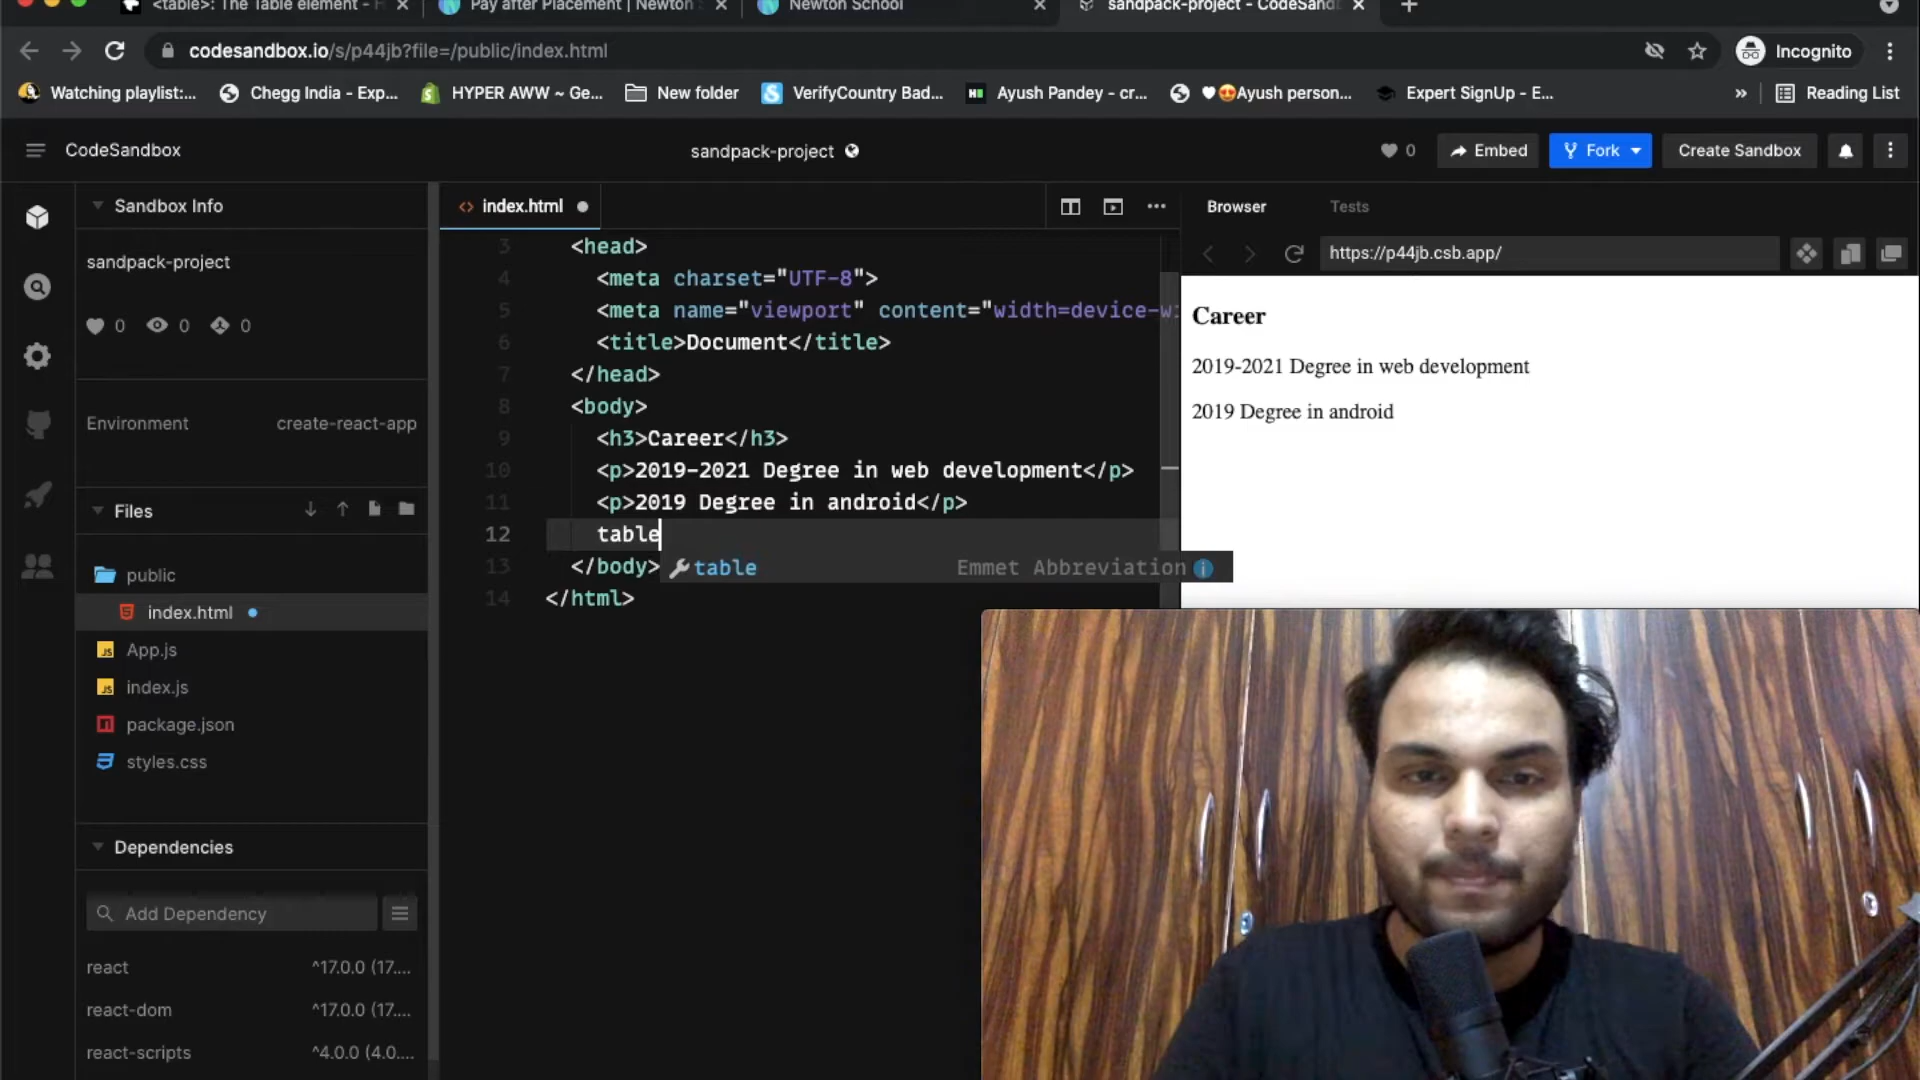 <table>: The Table element - H
Pay after Placement | Newton S
Newton School
sandpack-project - CodeSandb
codesandbox.io/s/p44jb?file=/public/index.html
Incognito
Watching playlist:...
Chegg India - Exp...
HYPER AWW ~ Ge...
New folder
VerifyCountry Bad...
Ayush Pandey - cr...
♥😍Ayush person...
Expert SignUp - E...
»
Reading List
CodeSandbox
sandpack-project
0
Embed
Fork
Create Sandbox
Sandbox Info
sandpack-project
0
0
0
Environment
create-react-app
Files
public
index.html
App.js
index.js
package.json
styles.css
Dependencies
Add Dependency
react
^17.0.0 (17....
react-dom
^17.0.0 (17....
react-scripts
^4.0.0 (4.0....
<> index.html
3 <head>
4 <meta charset="UTF-8">
5 <meta name="viewport" content="width=device-wi
6 <title>Document</title>
7 </head>
8 <body>
9 <h3>Career</h3>
10 <p>2019-2021 Degree in web development</p>
11 <p>2019 Degree in android</p>
12 table
13 </body>
table Emmet Abbreviation
14 </html>
Browser
Tests
https://p44jb.csb.app/
Career
2019-2021 Degree in web development
2019 Degree in android